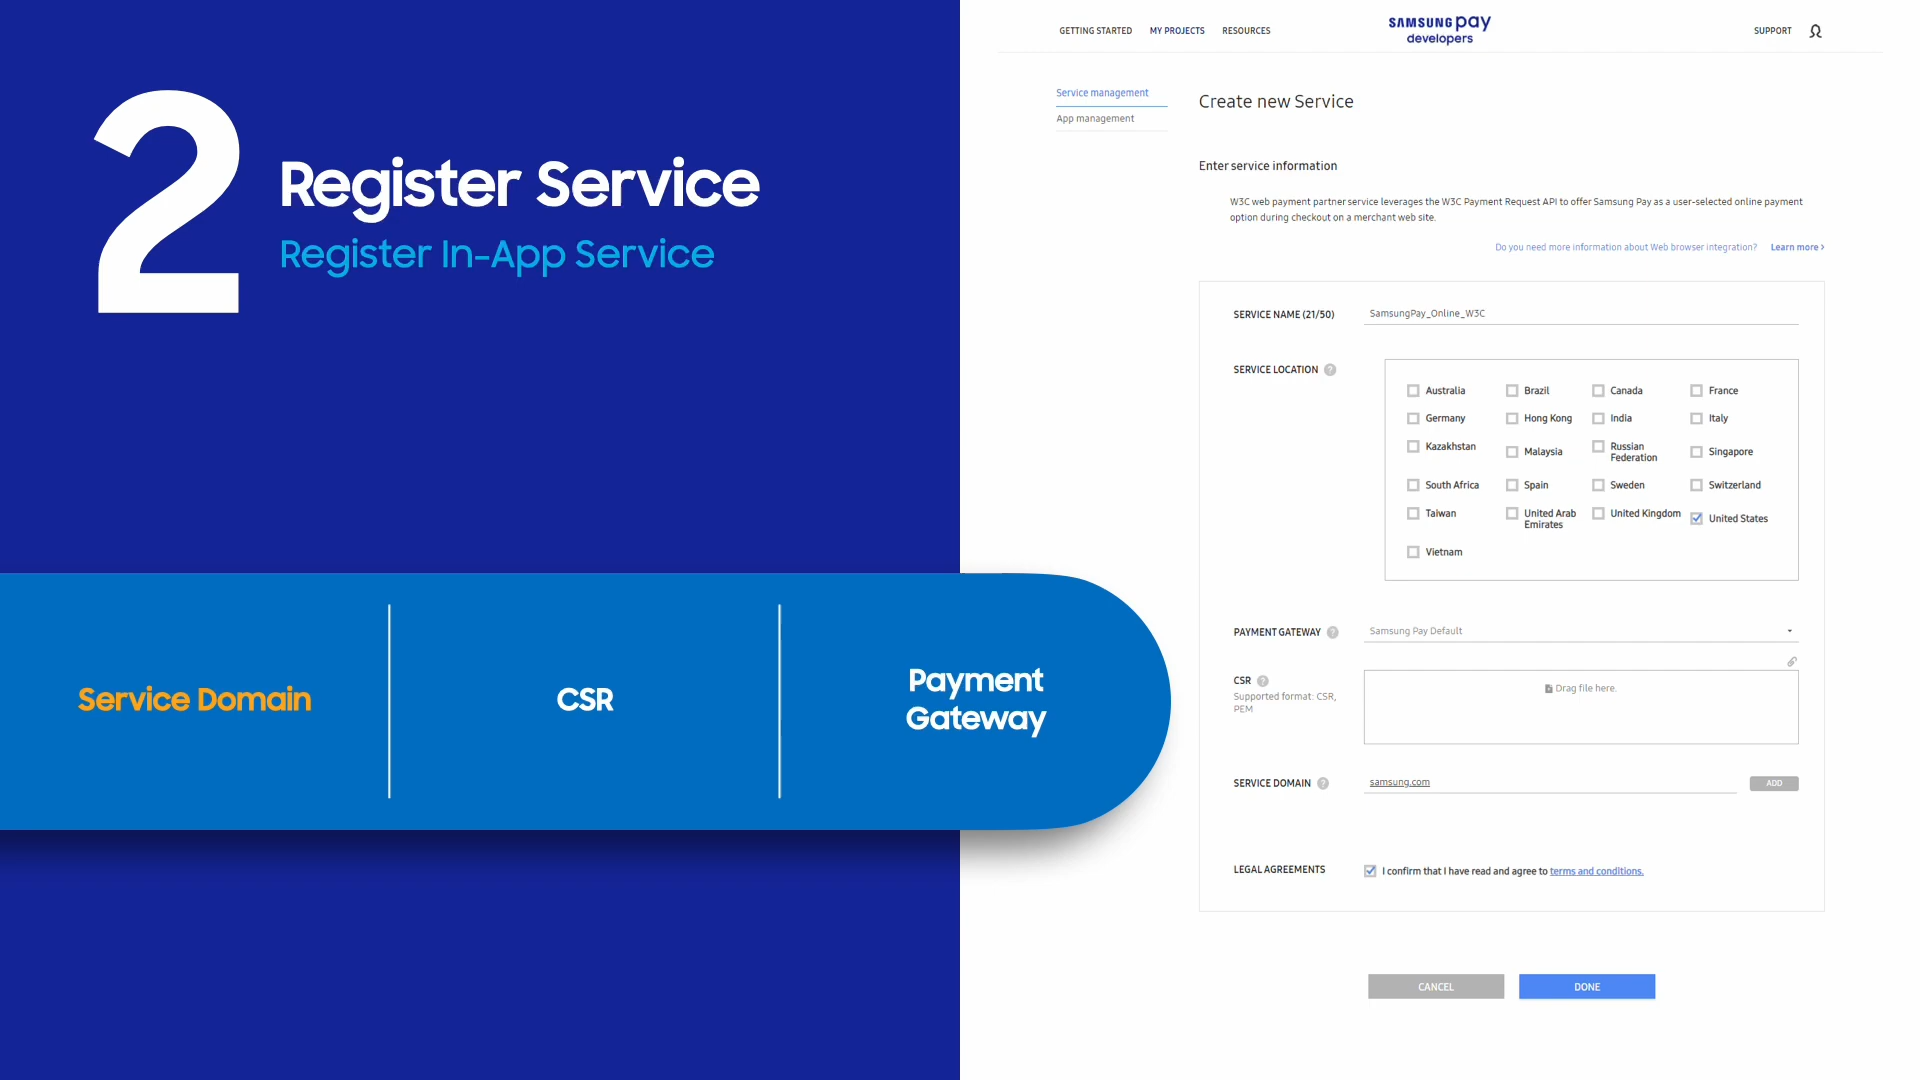 2
Register Service
Register In-App Service
Service Domain
CSR
Payment
Gateway
GETTING STARTED
MY PROJECTS
RESOURCES
SAMSUNG pay
developers
SUPPORT
Service management
App management
Create new Service
Enter service information
W3C web payment partner service leverages the W3C Payment Request API to offer Samsung Pay as a user-selected online payment
option during checkout on a merchant web site.
Do you need more information about Web browser integration? Learn more ›
SERVICE NAME (21/50)
SamsungPay_Online_W3C
SERVICE LOCATION ?
Australia
Brazil
Canada
France
Germany
Hong Kong
India
Italy
Kazakhstan
Malaysia
Russian
Federation
Singapore
South Africa
Spain
Sweden
Switzerland
Taiwan
United Arab
Emirates
United Kingdom
United States
Vietnam
PAYMENT GATEWAY ?
Samsung Pay Default
CSR ?
Supported format: CSR,
PEM
Drag file here.
SERVICE DOMAIN ?
samsung.com
ADD
LEGAL AGREEMENTS
I confirm that I have read and agree to terms and conditions.
CANCEL
DONE